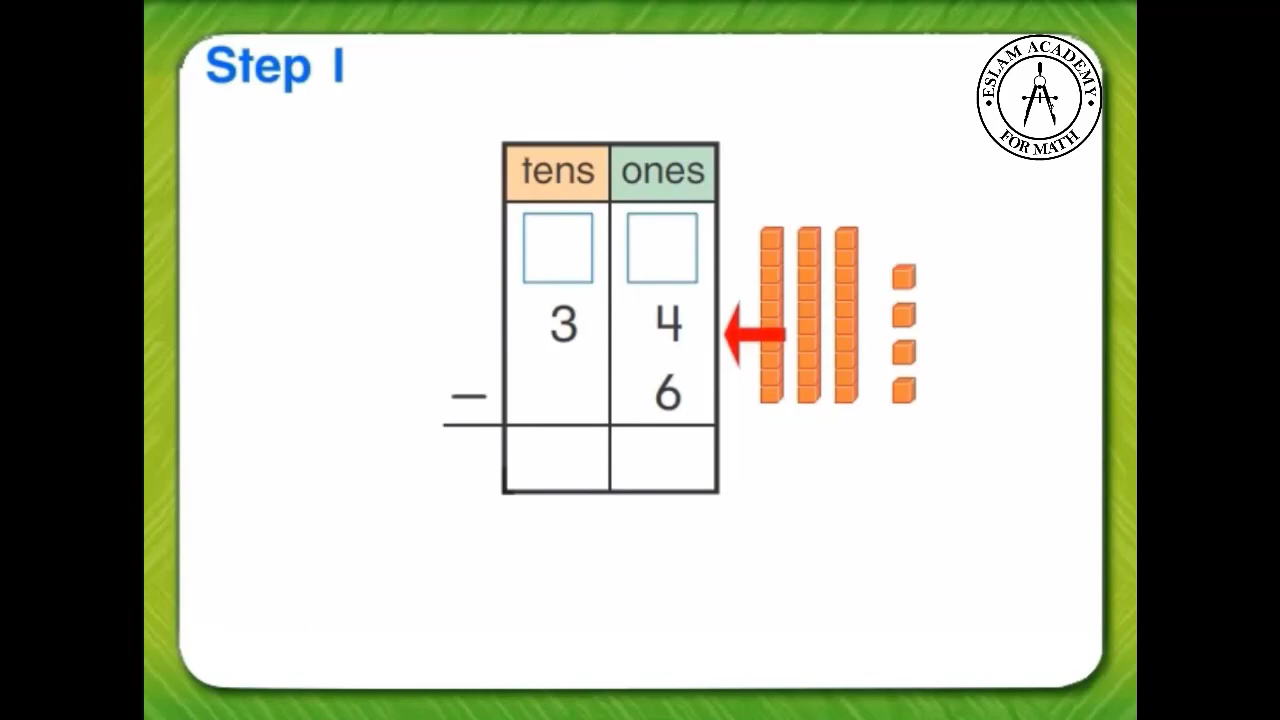 Step 1
ESLAM ACADEMY
FOR MATH
tens ones
3 4
− 6